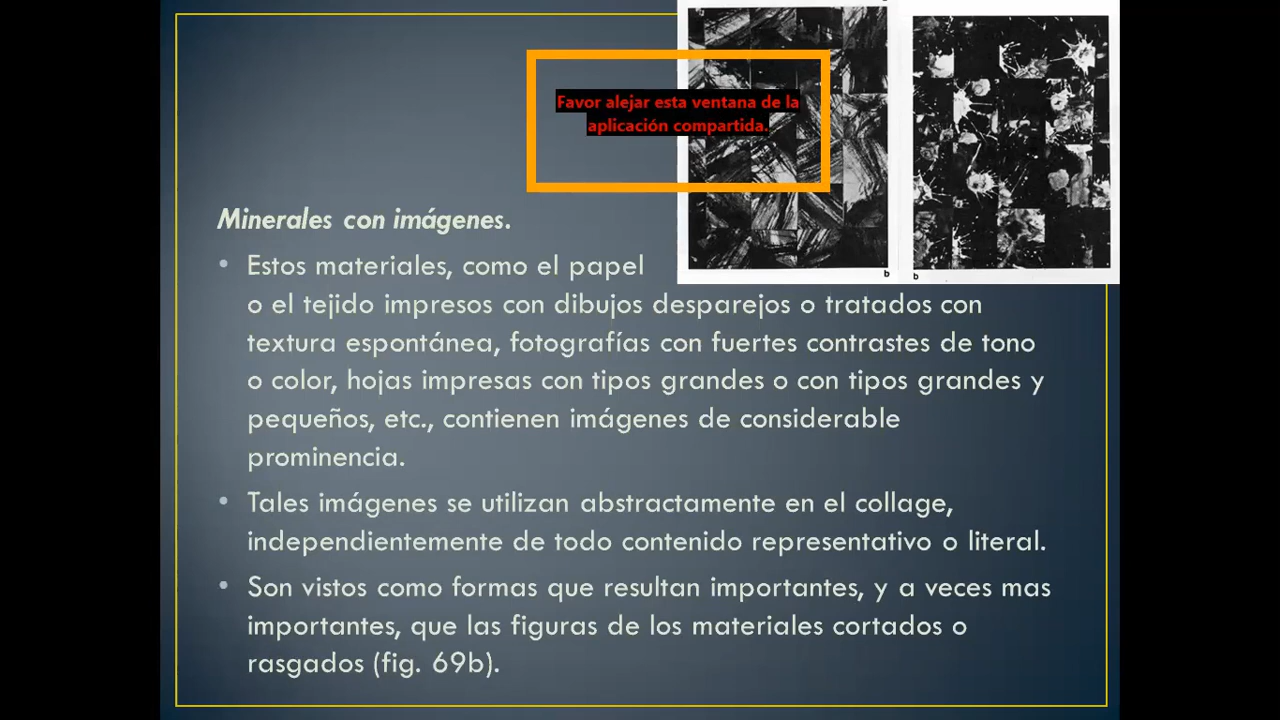 Favor alejar esta ventana de la
aplicación compartida.
b
b
Minerales con imágenes.
• Estos materiales, como el papel
o el tejido impresos con dibujos desparejos o tratados con
textura espontánea, fotografías con fuertes contrastes de tono
o color, hojas impresas con tipos grandes o con tipos grandes y
pequeños, etc., contienen imágenes de considerable
prominencia.
• Tales imágenes se utilizan abstractamente en el collage,
independientemente de todo contenido representativo o literal.
• Son vistos como formas que resultan importantes, y a veces mas
importantes, que las figuras de los materiales cortados o
rasgados (fig. 69b).